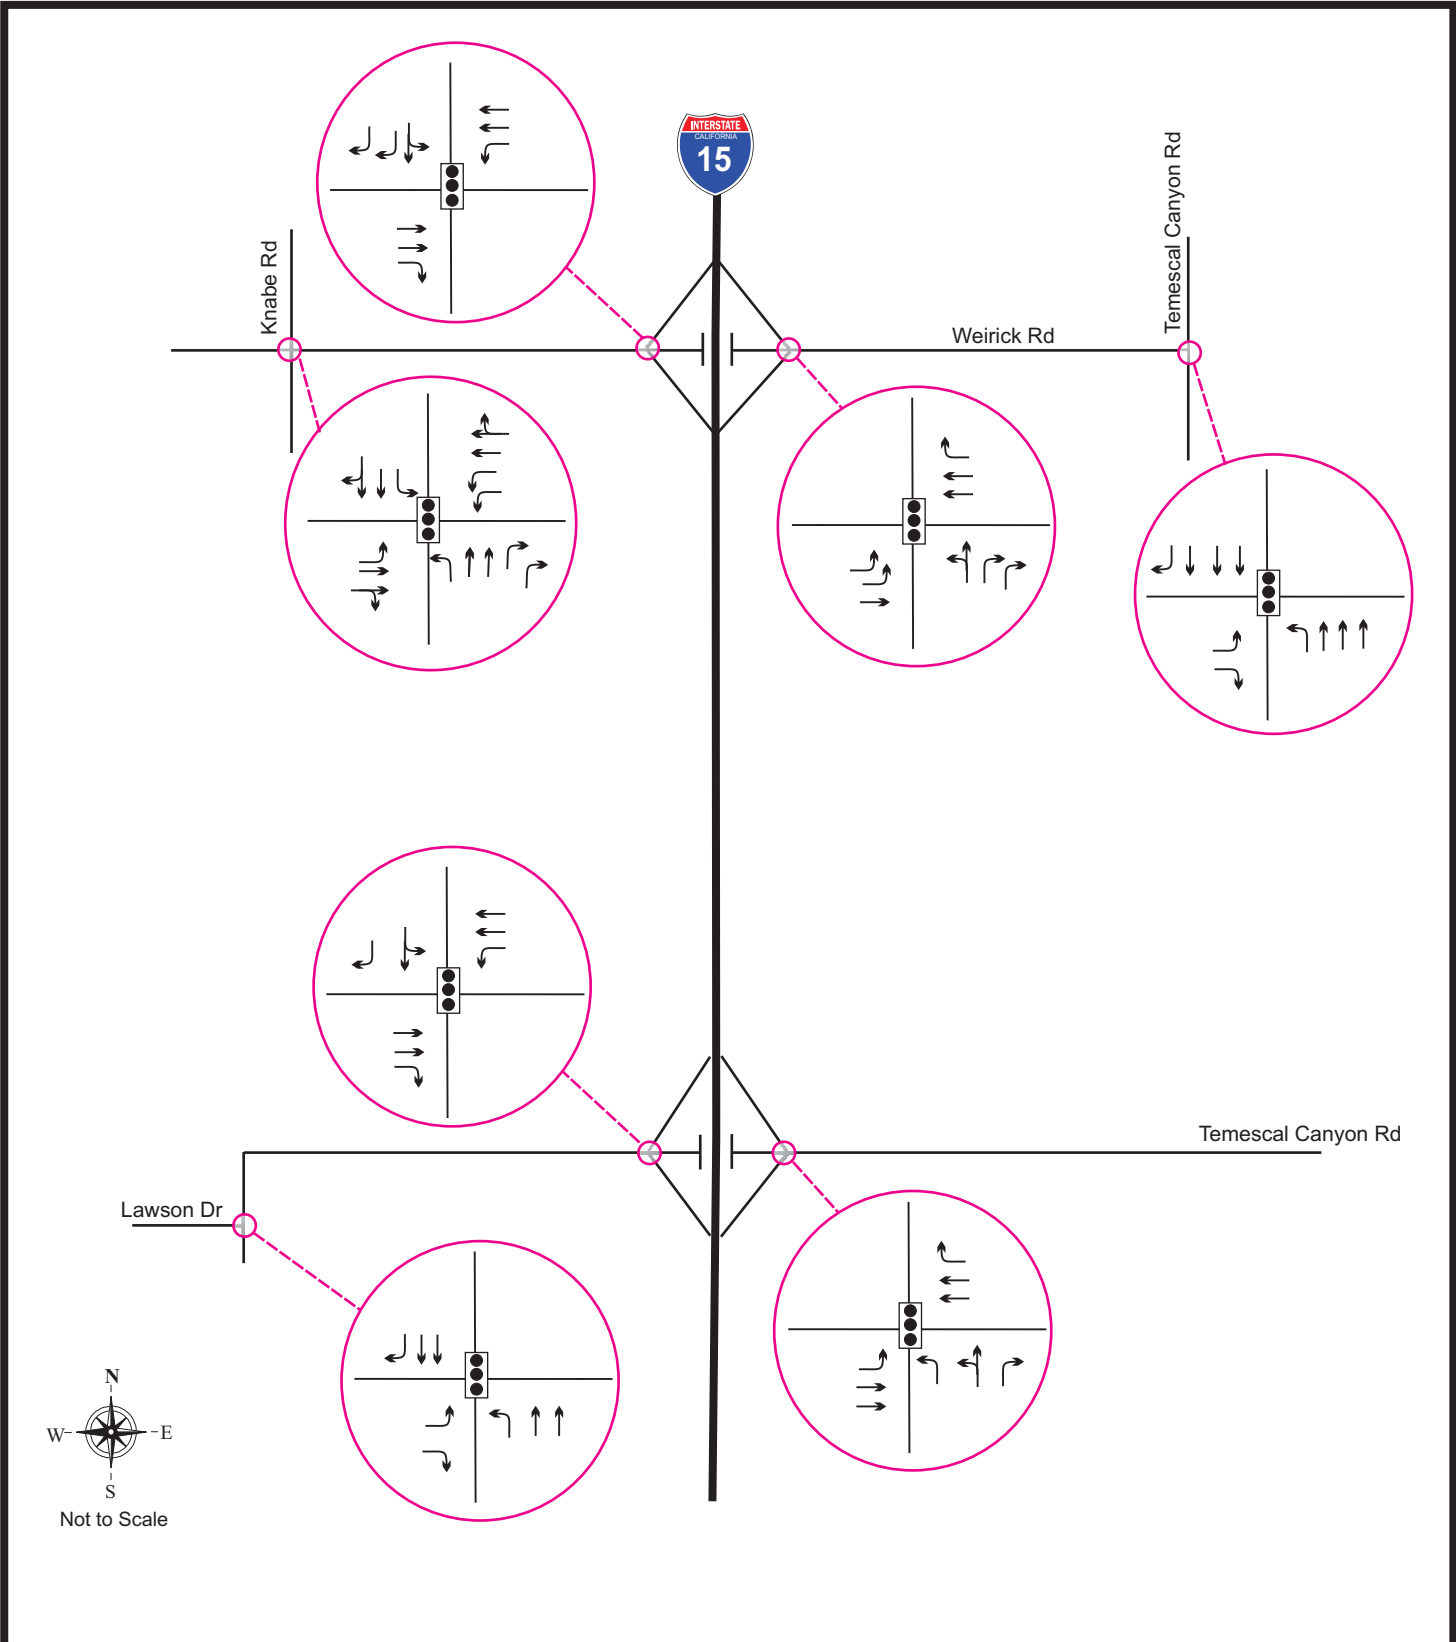 INTERSTATE
CALIFORNIA
15
Knabe Rd
Temescal Canyon Rd
Weirick Rd
Temescal Canyon Rd
Lawson Dr
N
W
E
S
Not to Scale